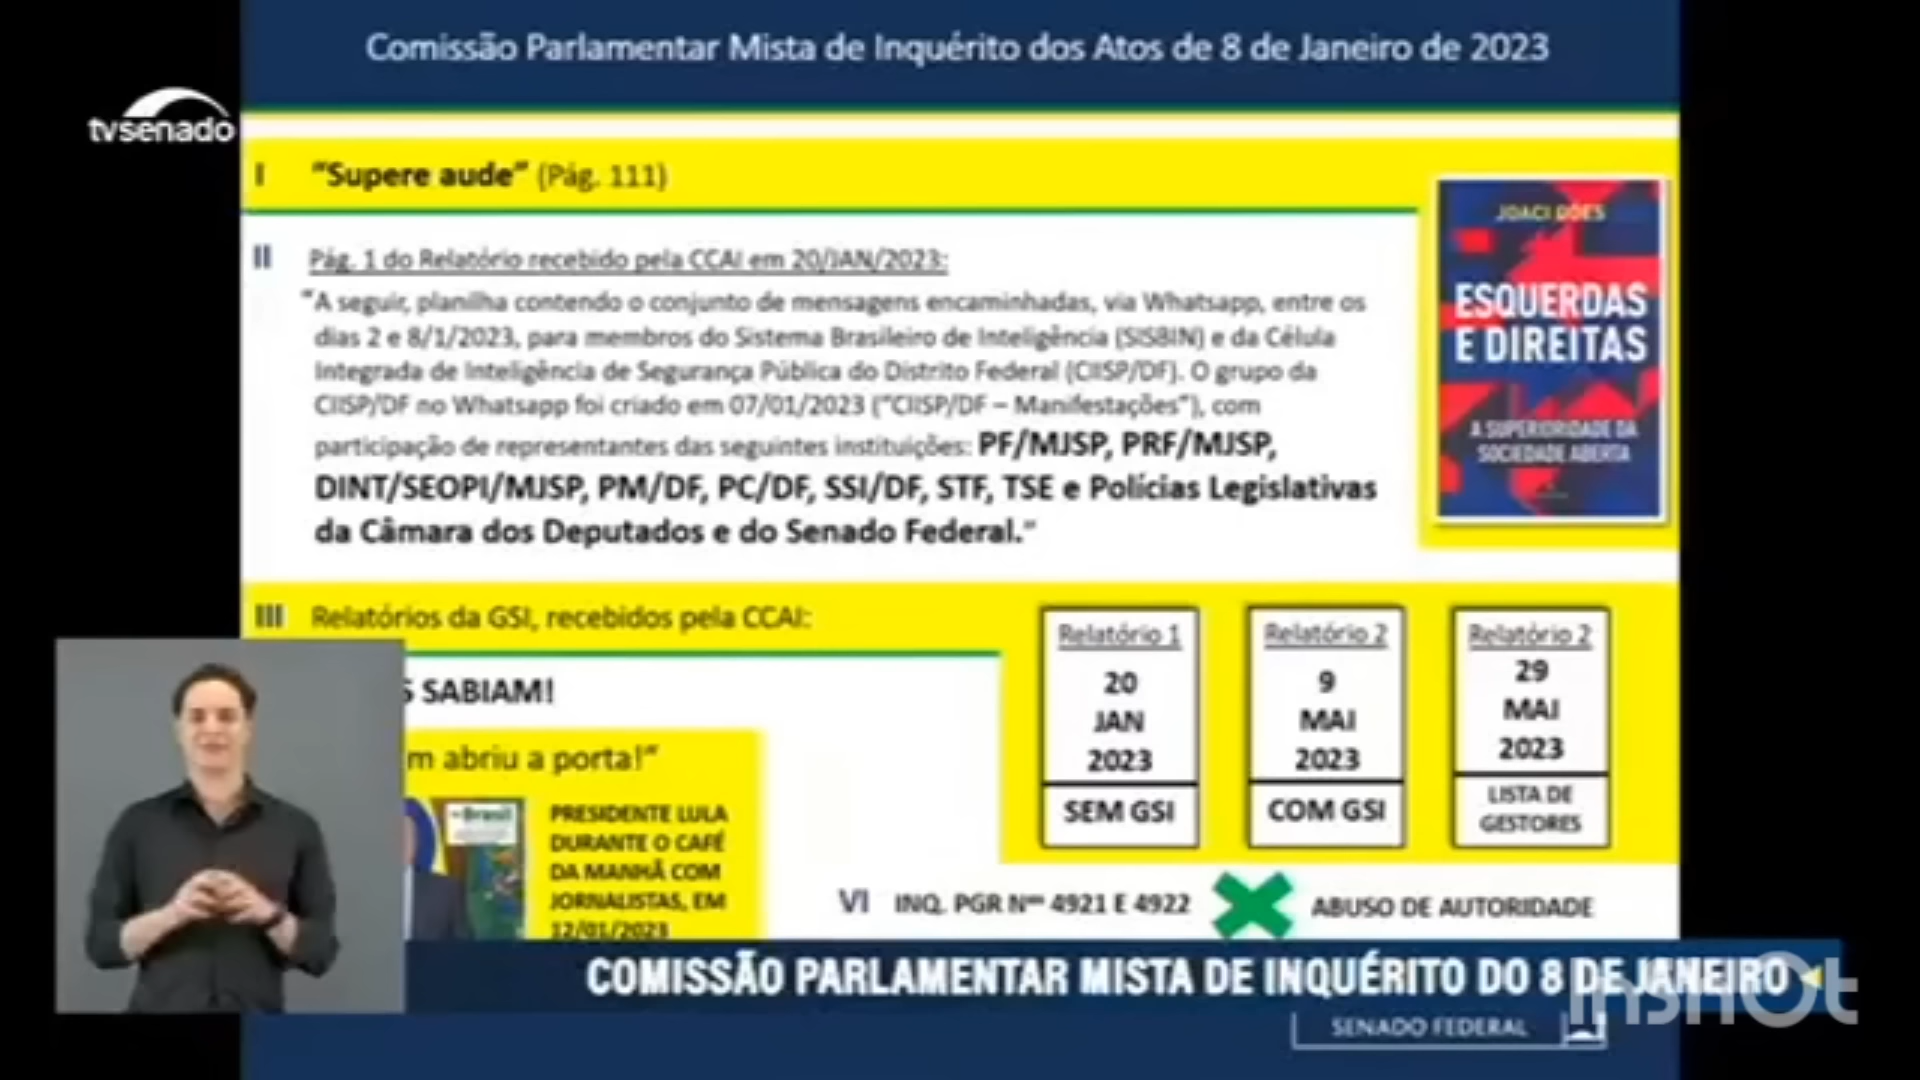 Comissão Parlamentar Mista de Inquérito dos Atos de 8 de Janeiro de 2023
tvsenado
I "Supere aude" (Pág. 111)
JOACI GÓES
ESQUERDAS
E DIREITAS
A SUPERIORIDADE DA
SOCIEDADE ABERTA
II Pág. 1 do Relatório recebido pela CCAI em 20/JAN/2023:
"A seguir, planilha contendo o conjunto de mensagens encaminhadas, via Whatsapp, entre os
dias 2 e 8/1/2023, para membros do Sistema Brasileiro de Inteligência (SISBIN) e da Célula
Integrada de Inteligência de Segurança Pública do Distrito Federal (CIISP/DF). O grupo da
CIISP/DF no Whatsapp foi criado em 07/01/2023 ("CIISP/DF – Manifestações"), com
participação de representantes das seguintes instituições: PF/MJSP, PRF/MJSP,
DINT/SEOPI/MJSP, PM/DF, PC/DF, SSI/DF, STF, TSE e Polícias Legislativas
da Câmara dos Deputados e do Senado Federal."
III Relatórios da GSI, recebidos pela CCAI:
Relatório 1
20
JAN
2023
SEM GSI
Relatório 2
9
MAI
2023
COM GSI
Relatório 2
29
MAI
2023
LISTA DE
GESTORES
S SABIAM!
m abriu a porta!"
Brasil
PRESIDENTE LULA
DURANTE O CAFÉ
DA MANHÃ COM
JORNALISTAS, EM
12/01/2023
VI INQ. PGR Nos 4921 E 4922 ABUSO DE AUTORIDADE
COMISSÃO PARLAMENTAR MISTA DE INQUÉRITO DO 8 DE JANEIRO
InShOt
SENADO FEDERAL